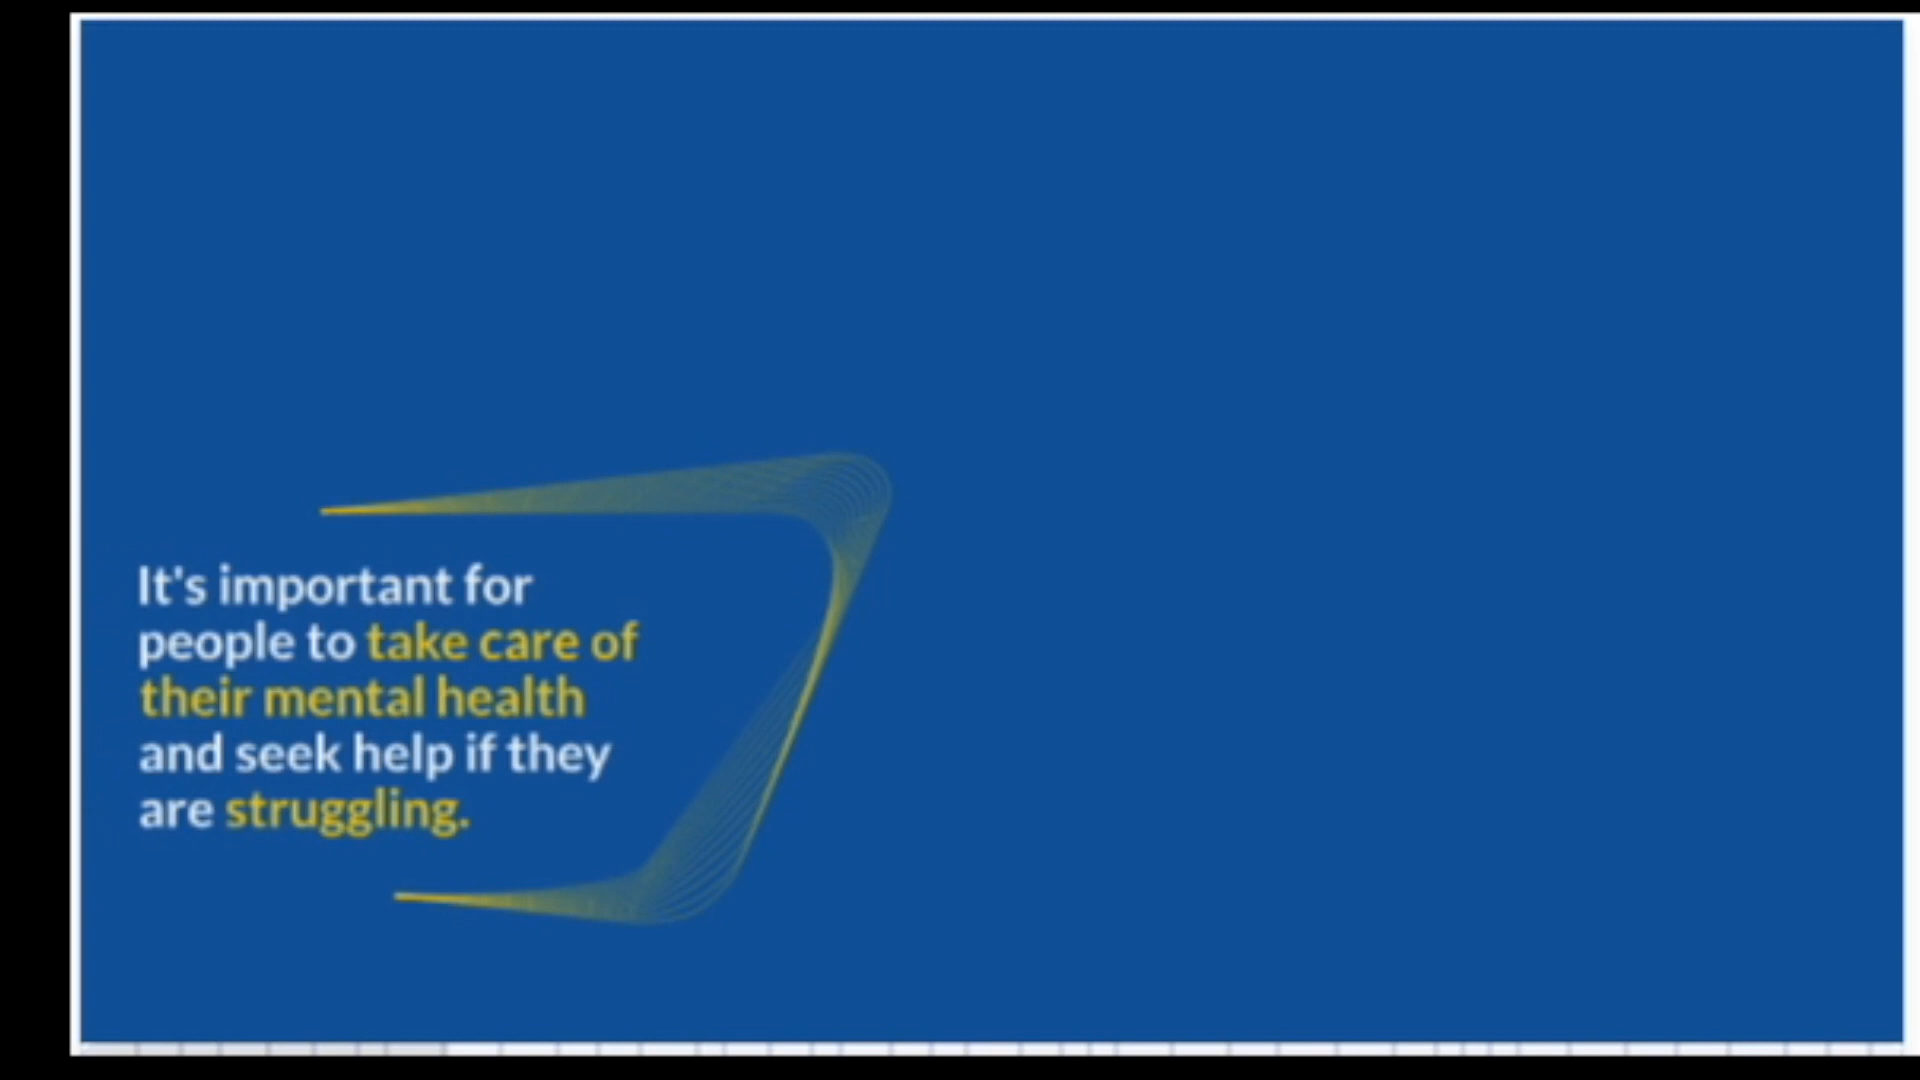 It's important for
people to take care of
their mental health
and seek help if they
are struggling.